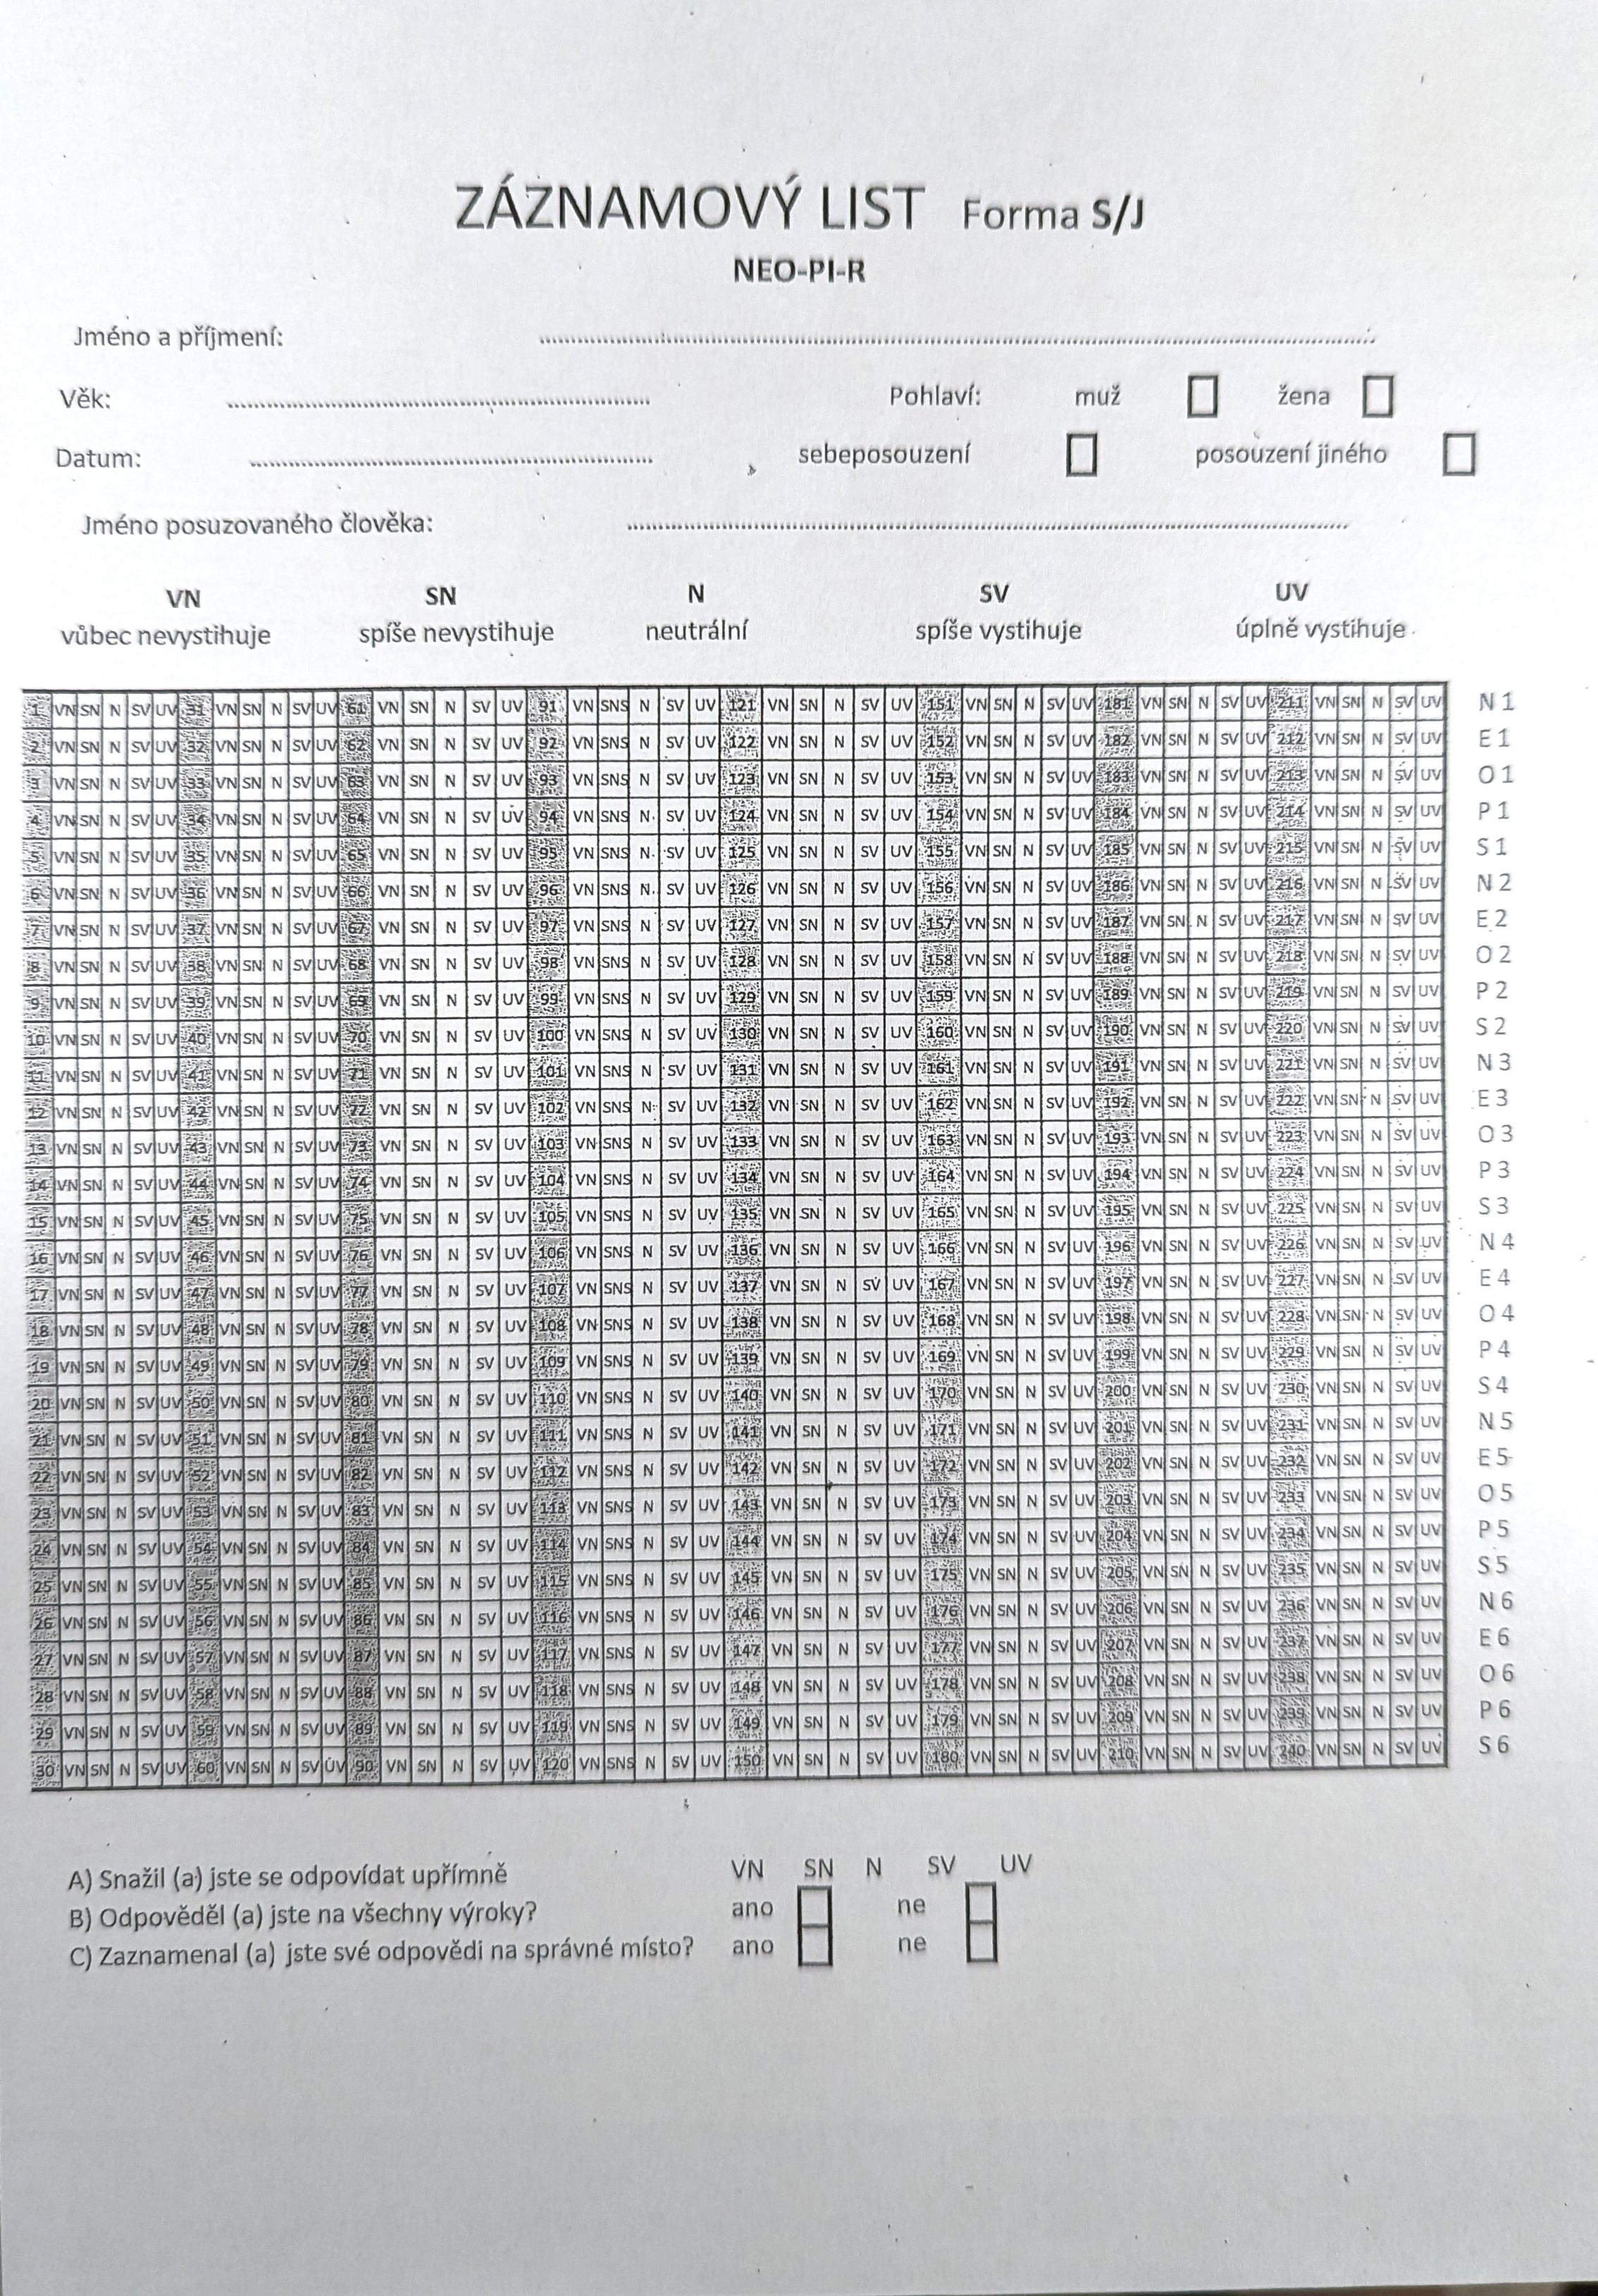 ZÁZNAMOVÝ LIST Forma S/J
NEO-PI-R
Jméno a příjmení:
Věk: Pohlaví: muž žena
Datum: sebeposouzení posouzení jiného
Jméno posuzovaného člověka:
VN SN N SV UV
vůbec nevystihuje spíše nevystihuje neutrální spíše vystihuje úplně vystihuje
1 VN SN N SV UV 31 VN SN N SV UV 61 VN SN N SV UV 91 VN SNS N SV UV 121 VN SN N SV UV 151 VN SN N SV UV 181 VN SN N SV UV 211 VN SN N SV UV N 1
2 VN SN N SV UV 32 VN SN N SV UV 62 VN SN N SV UV 92 VN SNS N SV UV 122 VN SN N SV UV 152 VN SN N SV UV 182 VN SN N SV UV 212 VN SN N SV UV E 1
3 VN SN N SV UV 33 VN SN N SV UV 63 VN SN N SV UV 93 VN SNS N SV UV 123 VN SN N SV UV 153 VN SN N SV UV 183 VN SN N SV UV 213 VN SN N SV UV O 1
4 VN SN N SV UV 34 VN SN N SV UV 64 VN SN N SV UV 94 VN SNS N SV UV 124 VN SN N SV UV 154 VN SN N SV UV 184 VN SN N SV UV 214 VN SN N SV UV P 1
5 VN SN N SV UV 35 VN SN N SV UV 65 VN SN N SV UV 95 VN SNS N SV UV 125 VN SN N SV UV 155 VN SN N SV UV 185 VN SN N SV UV 215 VN SN N SV UV S 1
6 VN SN N SV UV 36 VN SN N SV UV 66 VN SN N SV UV 96 VN SNS N SV UV 126 VN SN N SV UV 156 VN SN N SV UV 186 VN SN N SV UV 216 VN SN N SV UV N 2
7 VN SN N SV UV 37 VN SN N SV UV 67 VN SN N SV UV 97 VN SNS N SV UV 127 VN SN N SV UV 157 VN SN N SV UV 187 VN SN N SV UV 217 VN SN N SV UV E 2
8 VN SN N SV UV 38 VN SN N SV UV 68 VN SN N SV UV 98 VN SNS N SV UV 128 VN SN N SV UV 158 VN SN N SV UV 188 VN SN N SV UV 218 VN SN N SV UV O 2
9 VN SN N SV UV 39 VN SN N SV UV 69 VN SN N SV UV 99 VN SNS N SV UV 129 VN SN N SV UV 159 VN SN N SV UV 189 VN SN N SV UV 219 VN SN N SV UV P 2
10 VN SN N SV UV 40 VN SN N SV UV 70 VN SN N SV UV 100 VN SNS N SV UV 130 VN SN N SV UV 160 VN SN N SV UV 190 VN SN N SV UV 220 VN SN N SV UV S 2
11 VN SN N SV UV 41 VN SN N SV UV 71 VN SN N SV UV 101 VN SNS N SV UV 131 VN SN N SV UV 161 VN SN N SV UV 191 VN SN N SV UV 221 VN SN N SV UV N 3
12 VN SN N SV UV 42 VN SN N SV UV 72 VN SN N SV UV 102 VN SNS N SV UV 132 VN SN N SV UV 162 VN SN N SV UV 192 VN SN N SV UV 222 VN SN N SV UV E 3
13 VN SN N SV UV 43 VN SN N SV UV 73 VN SN N SV UV 103 VN SNS N SV UV 133 VN SN N SV UV 163 VN SN N SV UV 193 VN SN N SV UV 223 VN SN N SV UV O 3
14 VN SN N SV UV 44 VN SN N SV UV 74 VN SN N SV UV 104 VN SNS N SV UV 134 VN SN N SV UV 164 VN SN N SV UV 194 VN SN N SV UV 224 VN SN N SV UV P 3
15 VN SN N SV UV 45 VN SN N SV UV 75 VN SN N SV UV 105 VN SNS N SV UV 135 VN SN N SV UV 165 VN SN N SV UV 195 VN SN N SV UV 225 VN SN N SV UV S 3
16 VN SN N SV UV 46 VN SN N SV UV 76 VN SN N SV UV 106 VN SNS N SV UV 136 VN SN N SV UV 166 VN SN N SV UV 196 VN SN N SV UV 226 VN SN N SV UV N 4
17 VN SN N SV UV 47 VN SN N SV UV 77 VN SN N SV UV 107 VN SNS N SV UV 137 VN SN N SV UV 167 VN SN N SV UV 197 VN SN N SV UV 227 VN SN N SV UV E 4
18 VN SN N SV UV 48 VN SN N SV UV 78 VN SN N SV UV 108 VN SNS N SV UV 138 VN SN N SV UV 168 VN SN N SV UV 198 VN SN N SV UV 228 VN SN N SV UV O 4
19 VN SN N SV UV 49 VN SN N SV UV 79 VN SN N SV UV 109 VN SNS N SV UV 139 VN SN N SV UV 169 VN SN N SV UV 199 VN SN N SV UV 229 VN SN N SV UV P 4
20 VN SN N SV UV 50 VN SN N SV UV 80 VN SN N SV UV 110 VN SNS N SV UV 140 VN SN N SV UV 170 VN SN N SV UV 200 VN SN N SV UV 230 VN SN N SV UV S 4
21 VN SN N SV UV 51 VN SN N SV UV 81 VN SN N SV UV 111 VN SNS N SV UV 141 VN SN N SV UV 171 VN SN N SV UV 201 VN SN N SV UV 231 VN SN N SV UV N 5
22 VN SN N SV UV 52 VN SN N SV UV 82 VN SN N SV UV 112 VN SNS N SV UV 142 VN SN N SV UV 172 VN SN N SV UV 202 VN SN N SV UV 232 VN SN N SV UV E 5
23 VN SN N SV UV 53 VN SN N SV UV 83 VN SN N SV UV 113 VN SNS N SV UV 143 VN SN N SV UV 173 VN SN N SV UV 203 VN SN N SV UV 233 VN SN N SV UV O 5
24 VN SN N SV UV 54 VN SN N SV UV 84 VN SN N SV UV 114 VN SNS N SV UV 144 VN SN N SV UV 174 VN SN N SV UV 204 VN SN N SV UV 234 VN SN N SV UV P 5
25 VN SN N SV UV 55 VN SN N SV UV 85 VN SN N SV UV 115 VN SNS N SV UV 145 VN SN N SV UV 175 VN SN N SV UV 205 VN SN N SV UV 235 VN SN N SV UV S 5
26 VN SN N SV UV 56 VN SN N SV UV 86 VN SN N SV UV 116 VN SNS N SV UV 146 VN SN N SV UV 176 VN SN N SV UV 206 VN SN N SV UV 236 VN SN N SV UV N 6
27 VN SN N SV UV 57 VN SN N SV UV 87 VN SN N SV UV 117 VN SNS N SV UV 147 VN SN N SV UV 177 VN SN N SV UV 207 VN SN N SV UV 237 VN SN N SV UV E 6
28 VN SN N SV UV 58 VN SN N SV UV 88 VN SN N SV UV 118 VN SNS N SV UV 148 VN SN N SV UV 178 VN SN N SV UV 208 VN SN N SV UV 238 VN SN N SV UV O 6
29 VN SN N SV UV 59 VN SN N SV UV 89 VN SN N SV UV 119 VN SNS N SV UV 149 VN SN N SV UV 179 VN SN N SV UV 209 VN SN N SV UV 239 VN SN N SV UV P 6
30 VN SN N SV UV 60 VN SN N SV UV 90 VN SN N SV UV 120 VN SNS N SV UV 150 VN SN N SV UV 180 VN SN N SV UV 210 VN SN N SV UV 240 VN SN N SV UV S 6
A) Snažil (a) jste se odpovídat upřímně VN SN N SV UV
B) Odpověděl (a) jste na všechny výroky? ano ne
C) Zaznamenal (a) jste své odpovědi na správné místo? ano ne